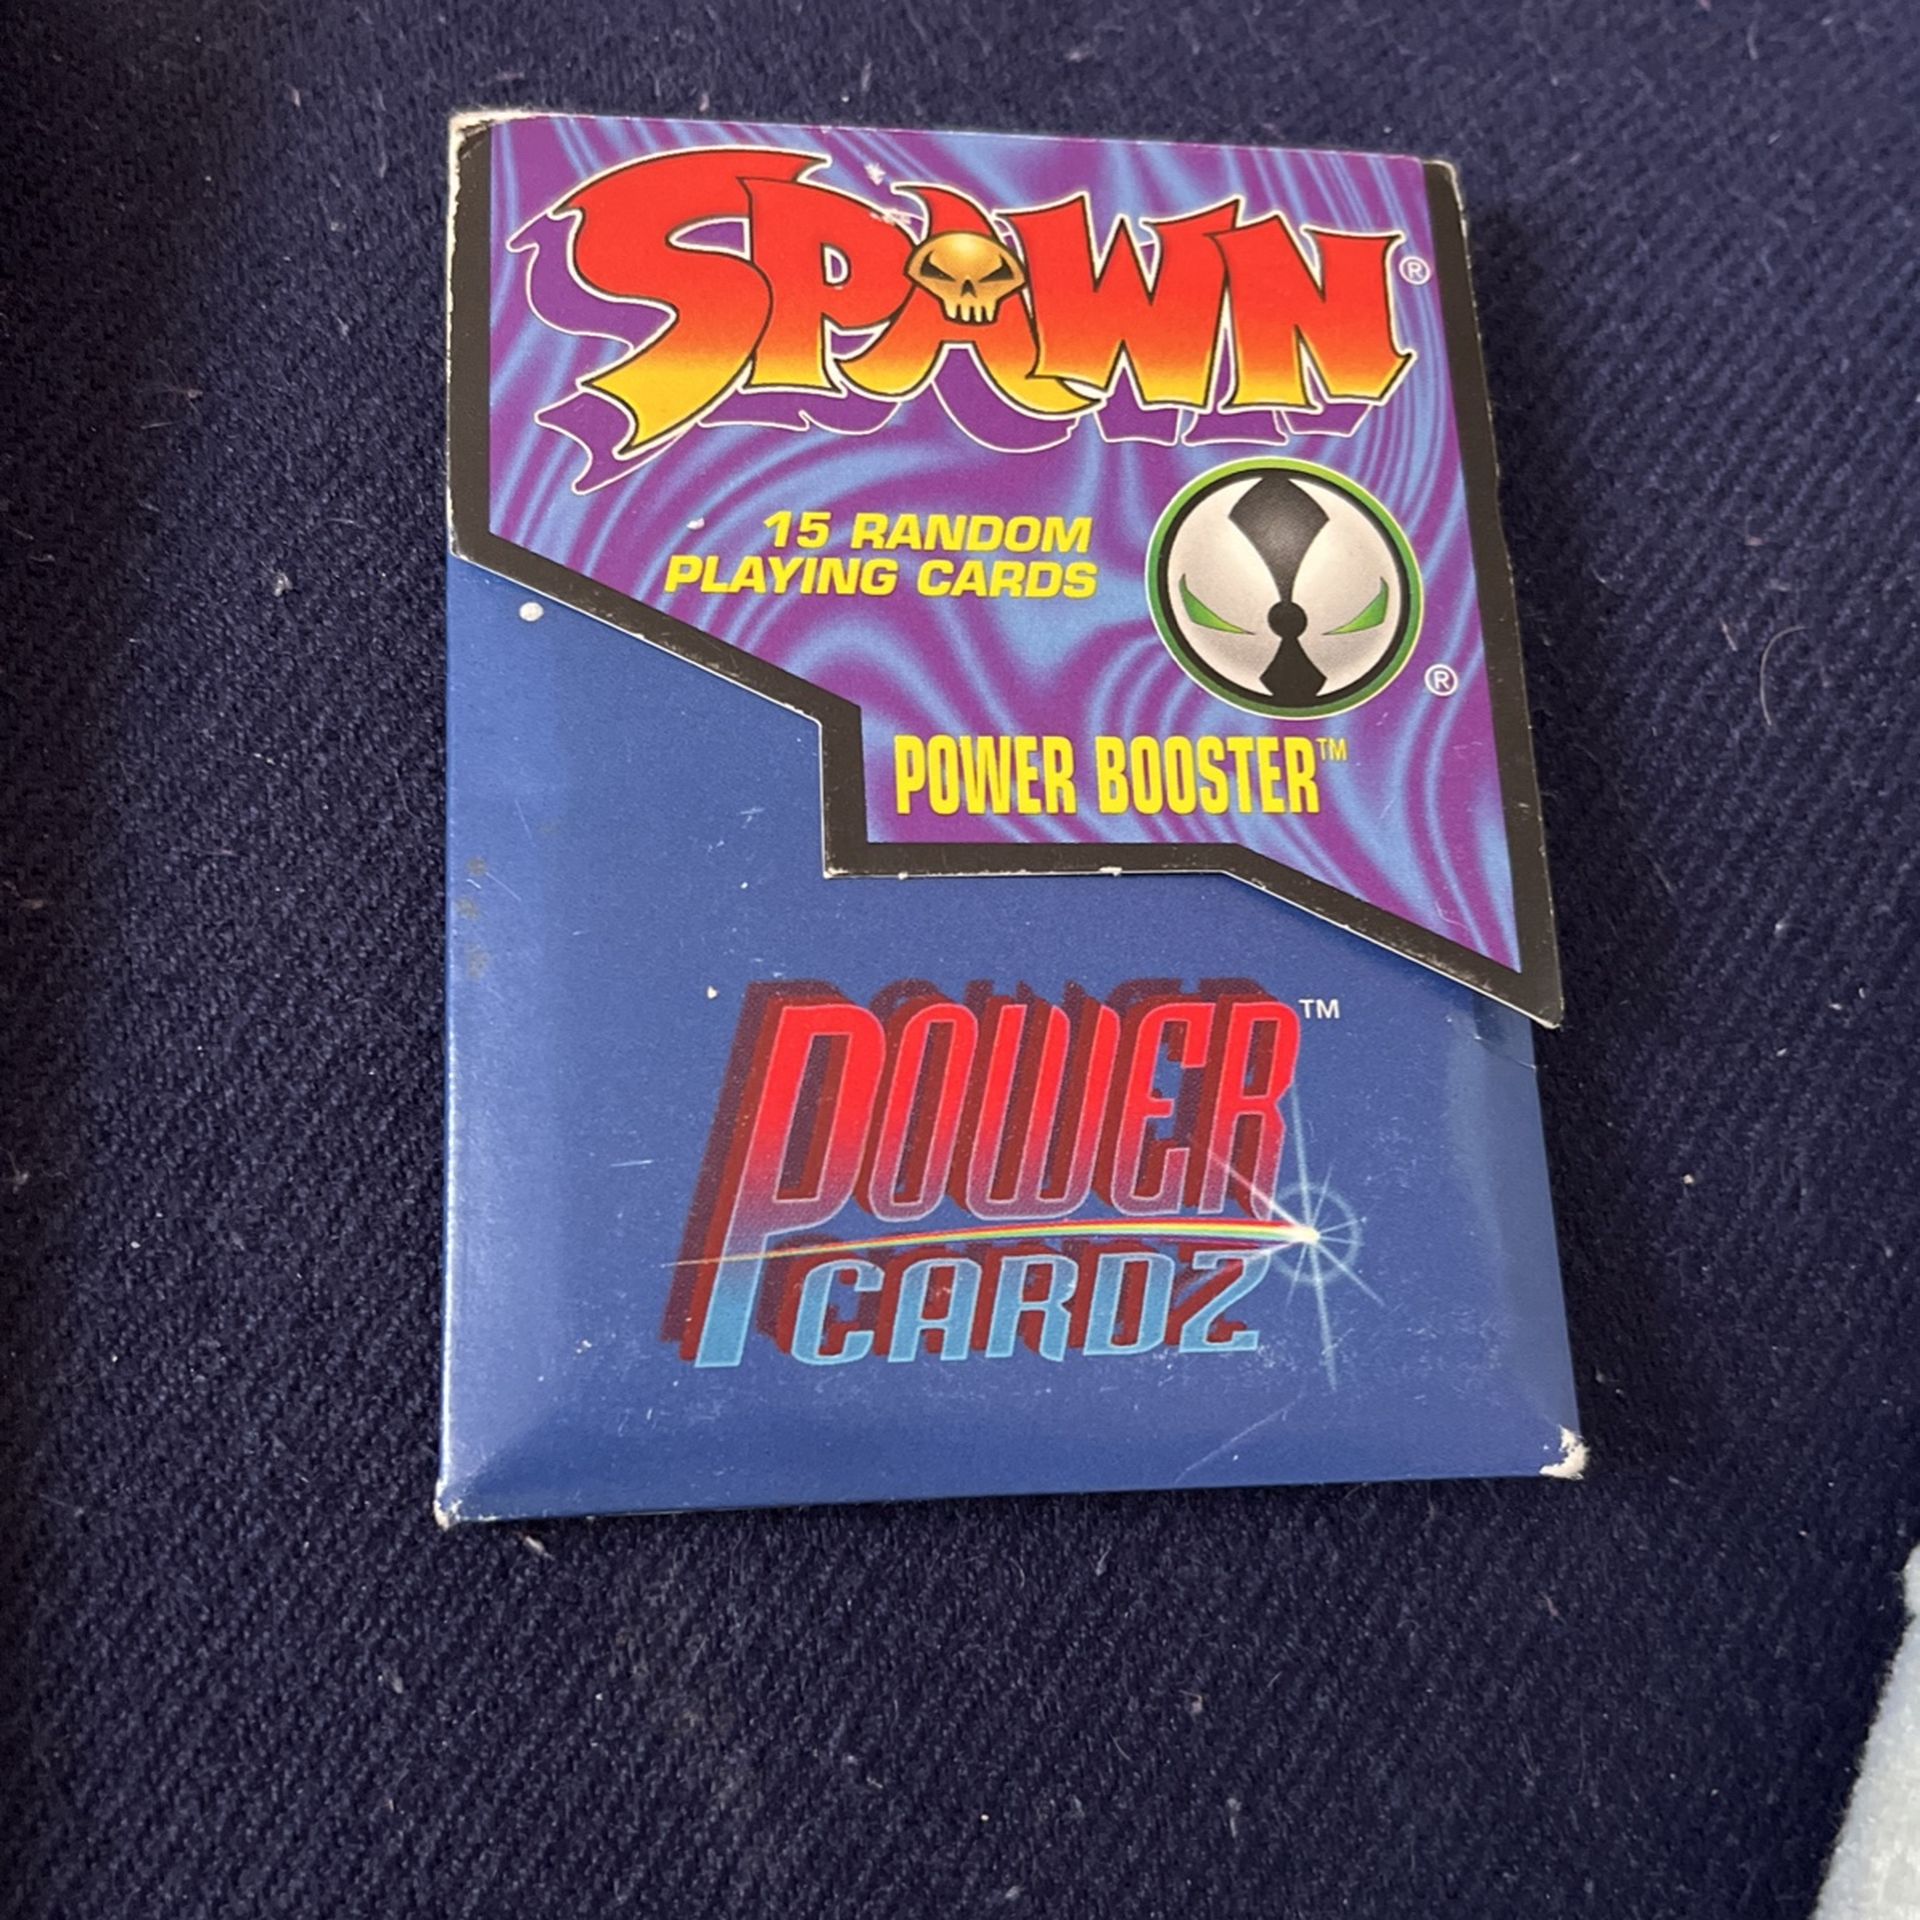 SPAWN®
15 RANDOM
PLAYING CARDS
®
POWER BOOSTER™
POWER™
CARDZ